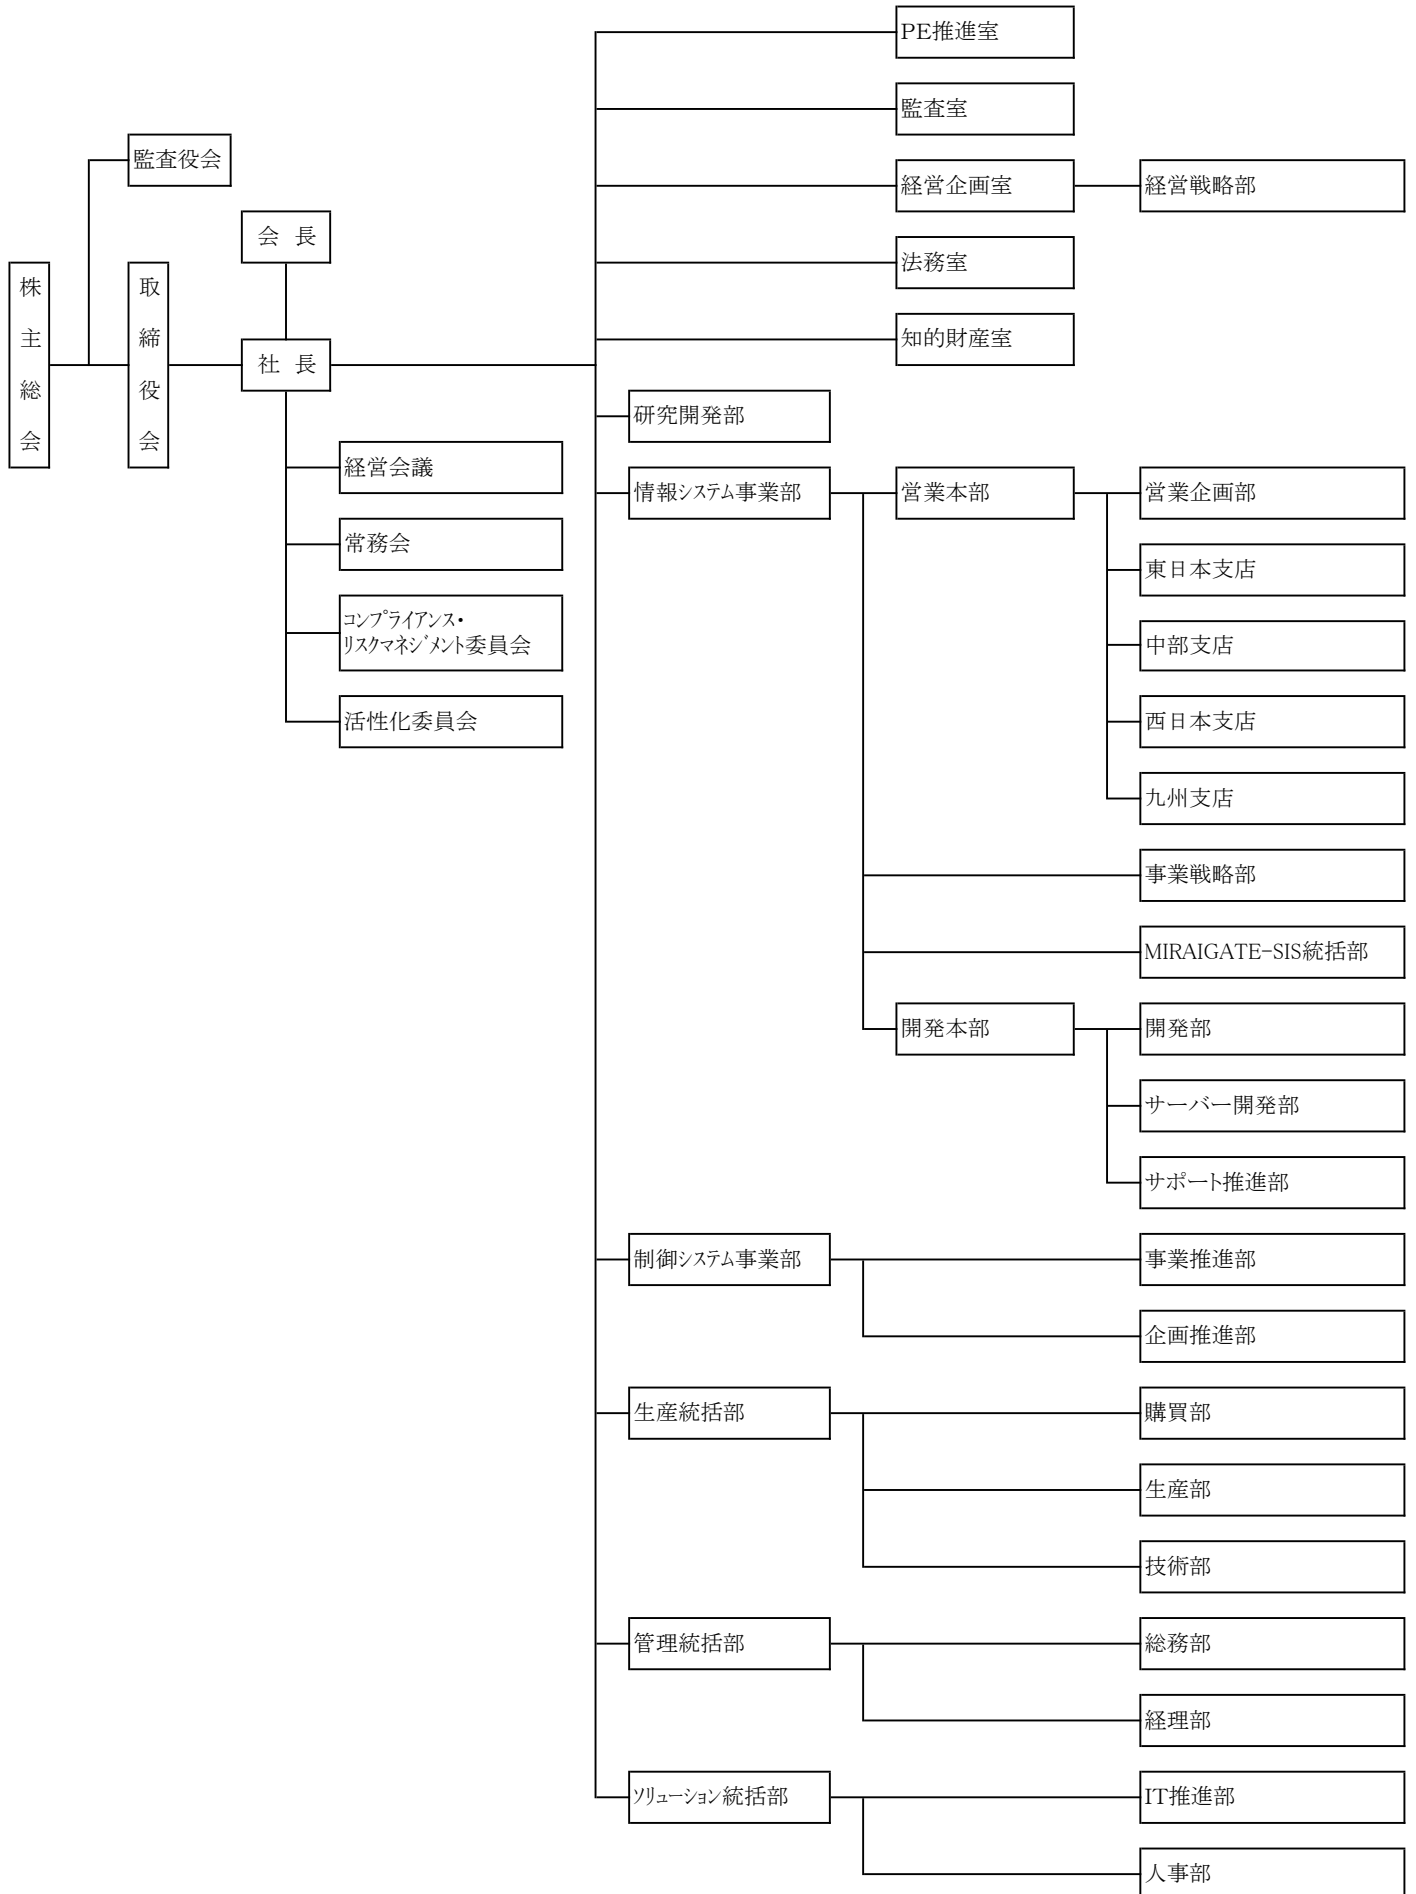 PE推進室
監査室
監査役会
経営企画室
経営戦略部
会 長
法務室
株主総会
取締役会
社 長
知的財産室
研究開発部
経営会議
常務会
コンプライアンス・
リスクマネジメント委員会
活性化委員会
情報システム事業部
営業本部
営業企画部
東日本支店
中部支店
西日本支店
九州支店
事業戦略部
MIRAIGATE-SIS統括部
開発本部
開発部
サーバー開発部
サポート推進部
制御システム事業部
事業推進部
企画推進部
生産統括部
購買部
生産部
技術部
管理統括部
総務部
経理部
ソリューション統括部
IT推進部
人事部